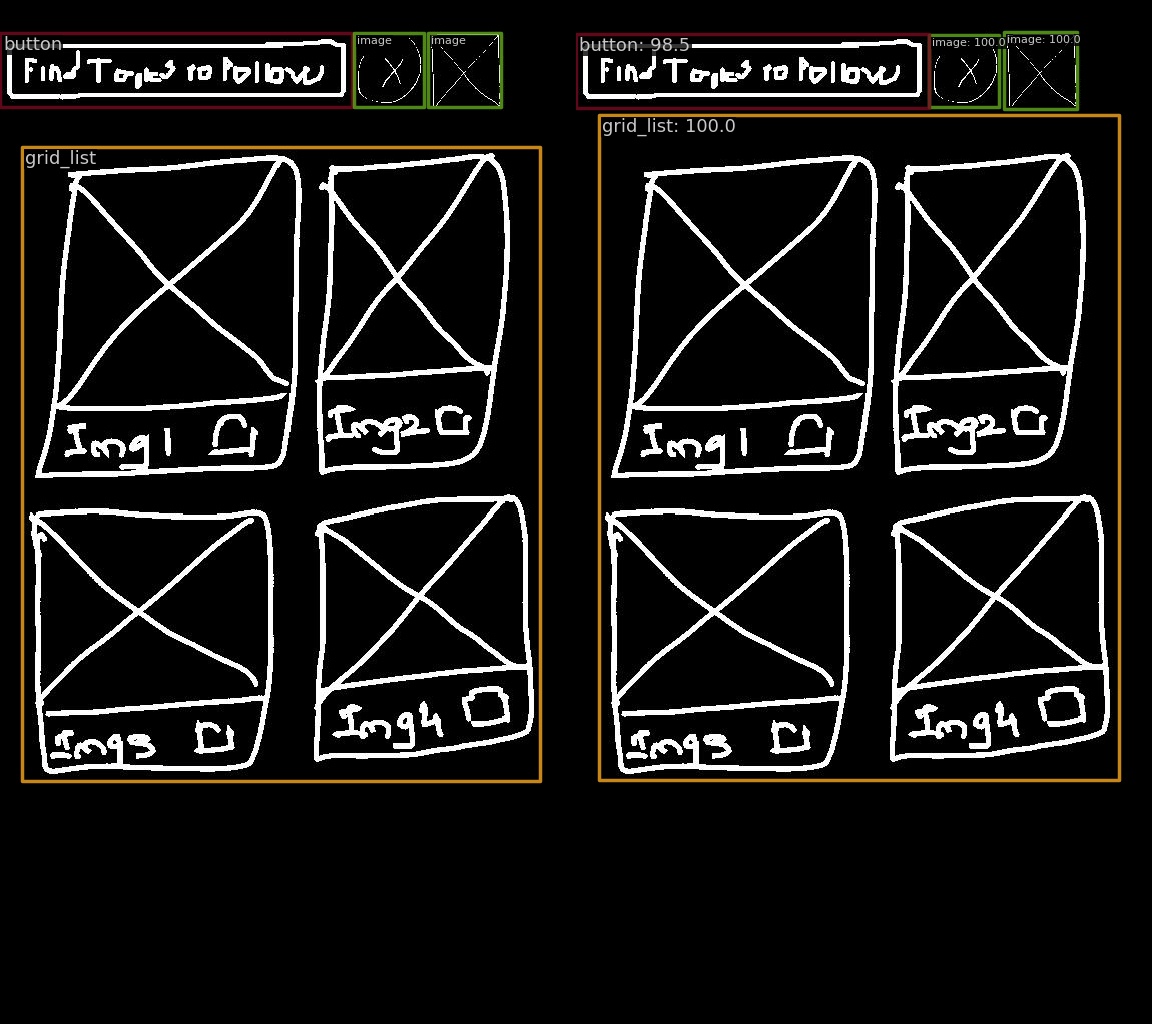 button button: 98.5
image image image: 100.0 image: 100.0
Find Topics to Follow Find Topics to Follow
grid_list grid_list: 100.0
Img1 Img2 Img1 Img2
Img3 Img4 Img3 Img4